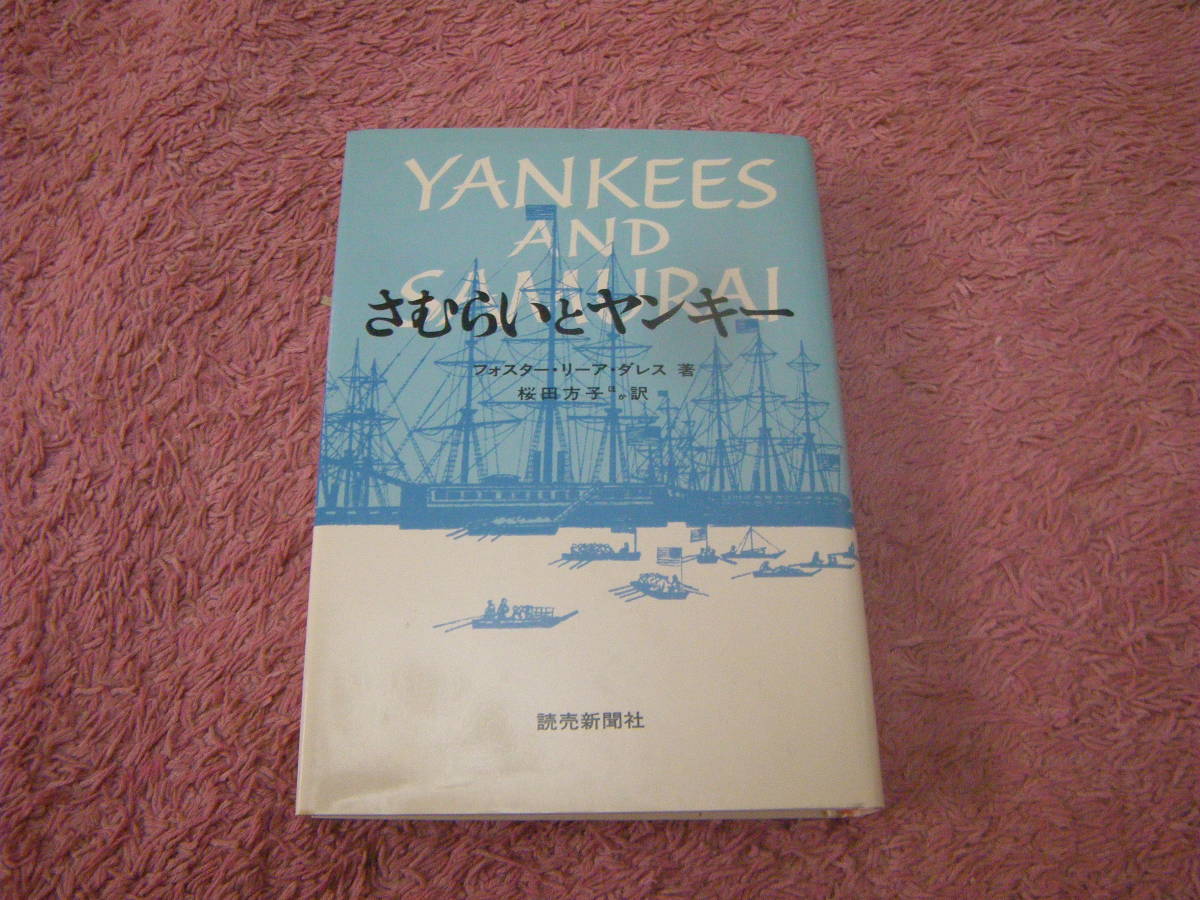 YANKEES
AND
SAMURAI
さむらいとヤンキー
フォスター・リーア・ダレス 著
桜田方子ほか訳
読売新聞社